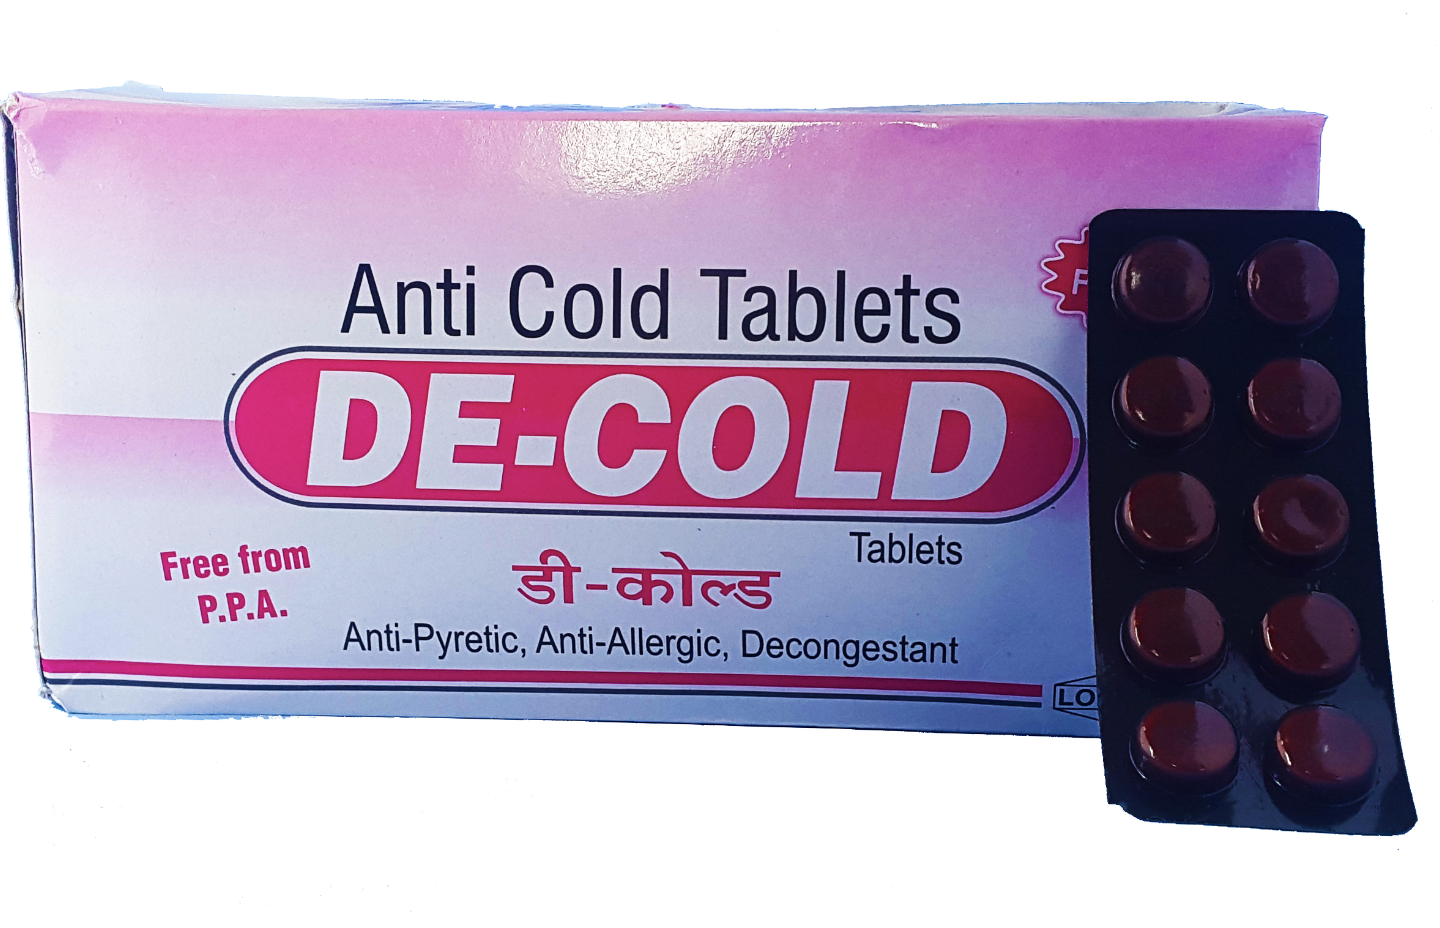 Anti Cold Tablets
DE-COLD
Tablets
Free from
P.P.A.
डी-कोल्ड
Anti-Pyretic, Anti-Allergic, Decongestant